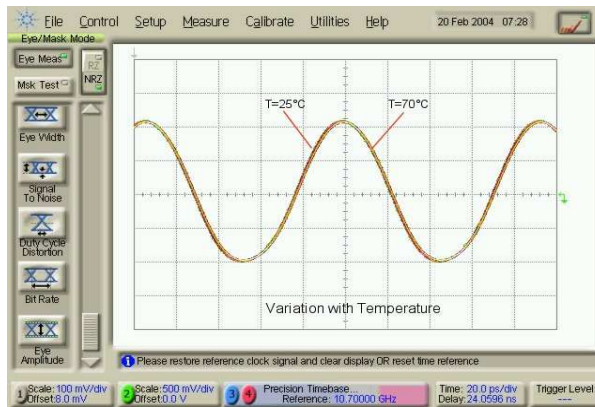 File Control Setup Measure Calibrate Utilities Help 20 Feb 2004 07:28
Eye/Mask Mode
Eye Meas
RZ
NRZ
Msk Test
Eye Width
Signal
To Noise
Duty Cycle
Distortion
Bit Rate
Eye
Amplitude
T=25°C
T=70°C
Variation with Temperature
Please restore reference clock signal and clear display OR reset time reference
1 Scale: 100 mV/div
Offset:8.0 mV
2 Scale:500 mV/div
Offset:0.0 V
3 4 Precision Timebase...
Reference: 10.70000 GHz
Time: 20.0 ps/div
Delay:24.0596 ns
Trigger Level
---